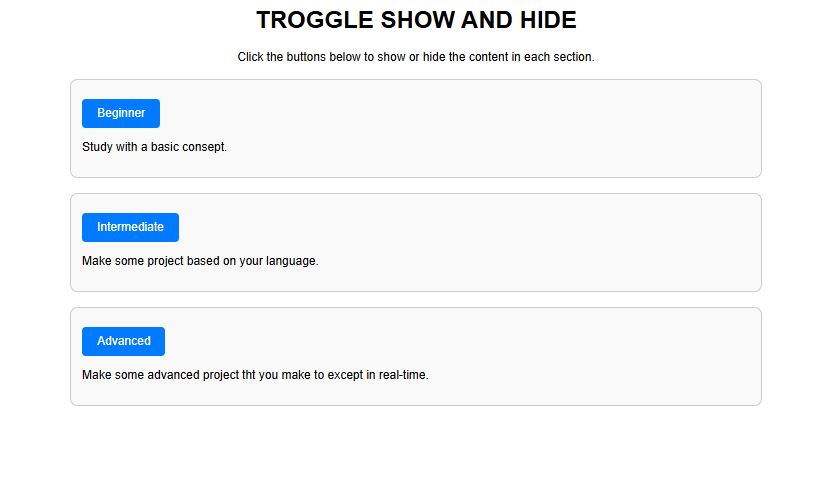 TROGGLE SHOW AND HIDE
Click the buttons below to show or hide the content in each section.
Beginner
Study with a basic consept.
Intermediate
Make some project based on your language.
Advanced
Make some advanced project tht you make to except in real-time.